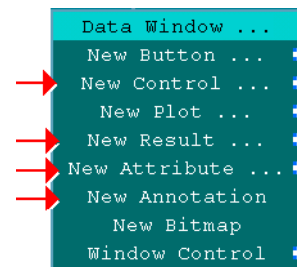 Data Window ...
New Button ...
New Control ...
New Plot ...
New Result ...
New Attribute ...
New Annotation
New Bitmap
Window Control